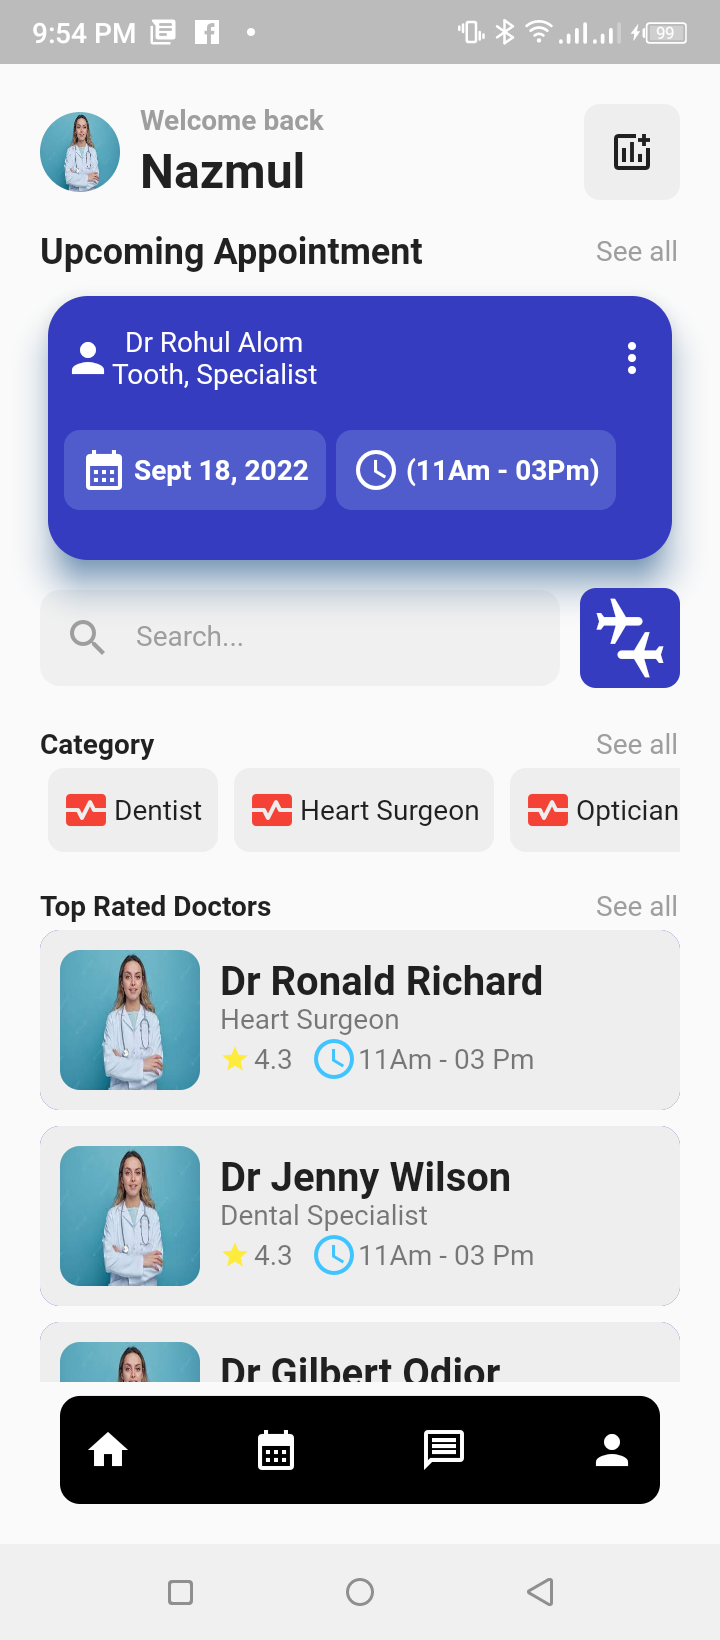 9:54 PM
99
Welcome back
Nazmul
Upcoming Appointment See all
Dr Rohul Alom
Tooth, Specialist
Sept 18, 2022 (11Am - 03Pm)
Search...
Category See all
Dentist Heart Surgeon Optician
Top Rated Doctors See all
Dr Ronald Richard
Heart Surgeon
4.3 11Am - 03 Pm
Dr Jenny Wilson
Dental Specialist
4.3 11Am - 03 Pm
Dr Gilbert Odior